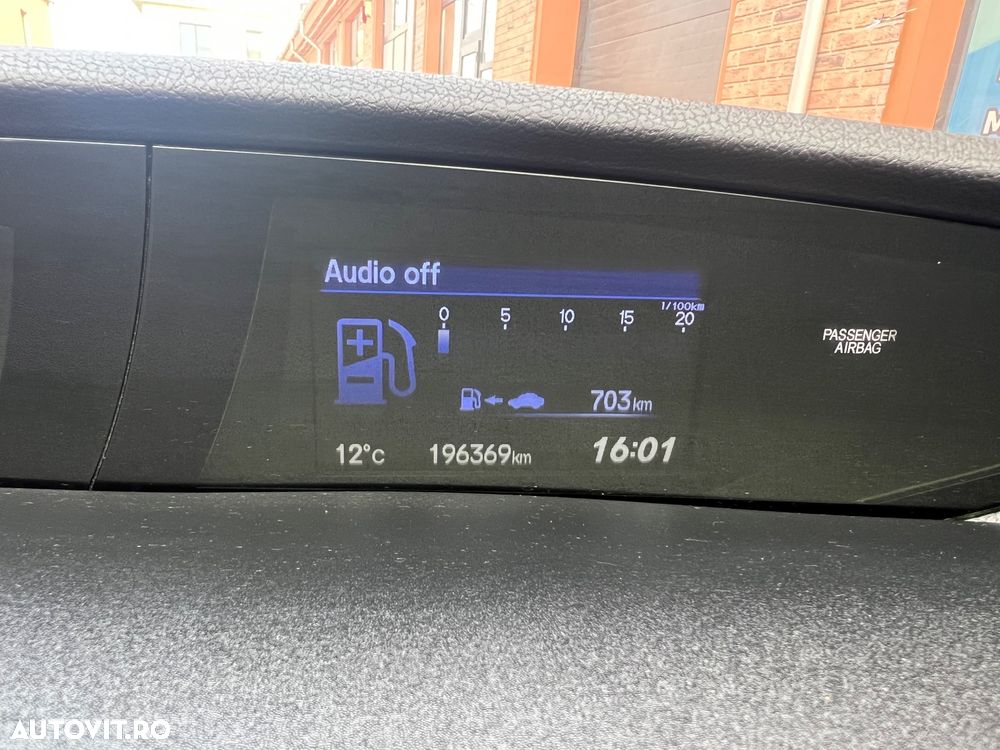 Audio off
1/100km
0 5 10 15 20
PASSENGER
AIRBAG
703km
12°C 196369km 16:01
M
AUTOVIT.RO